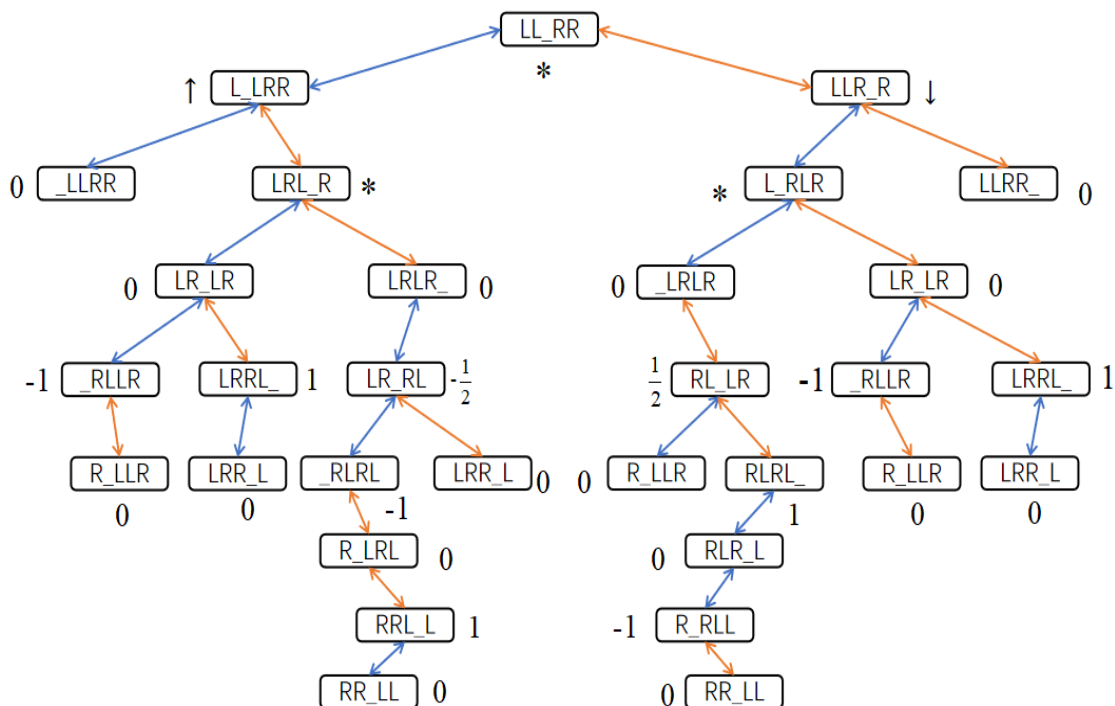 LL_RR
*
↑ L_LRR LLR_R ↓
0 _LLRR LRL_R * * L_RLR LLRR_ 0
0 LR_LR LRLR_ 0 0 _LRLR LR_LR 0
-1 _RLLR LRRL_ 1 LR_RL -1/2 1/2 RL_LR -1 _RLLR LRRL_ 1
R_LLR LRR_L _RLRL LRR_L 0 0 R_LLR RLRL_ R_LLR LRR_L
0 0 -1 1 0 0
R_LRL 0 0 RLR_L
RRL_L 1 -1 R_RLL
RR_LL 0 0 RR_LL